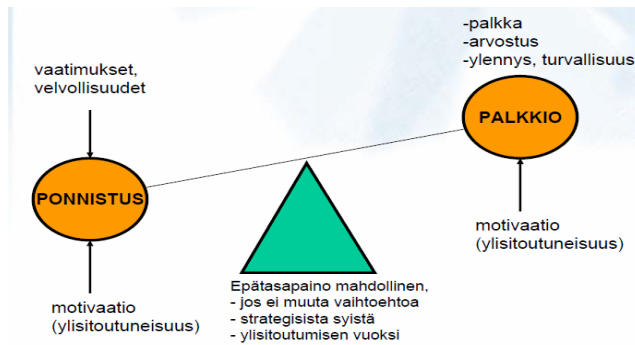 -palkka
-arvostus
-ylennys, turvallisuus
vaatimukset,
velvollisuudet
PALKKIO
PONNISTUS
motivaatio
(ylisitoutuneisuus)
Epätasapaino mahdollinen,
- jos ei muuta vaihtoehtoa
- strategisista syistä
- ylisitoutumisen vuoksi
motivaatio
(ylisitoutuneisuus)